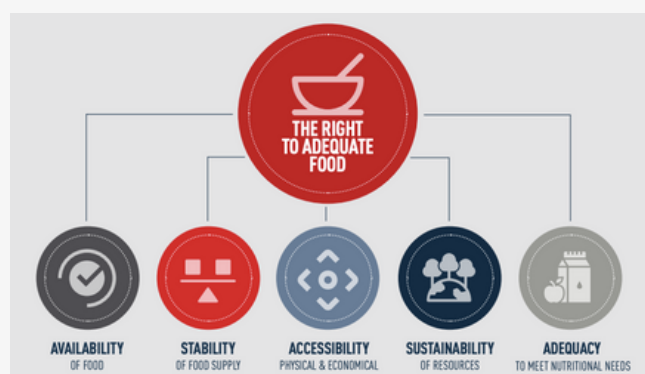 THE RIGHT
TO ADEQUATE
FOOD
AVAILABILITY
OF FOOD
STABILITY
OF FOOD SUPPLY
ACCESSIBILITY
PHYSICAL & ECONOMICAL
SUSTAINABILITY
OF RESOURCES
ADEQUACY
TO MEET NUTRITIONAL NEEDS